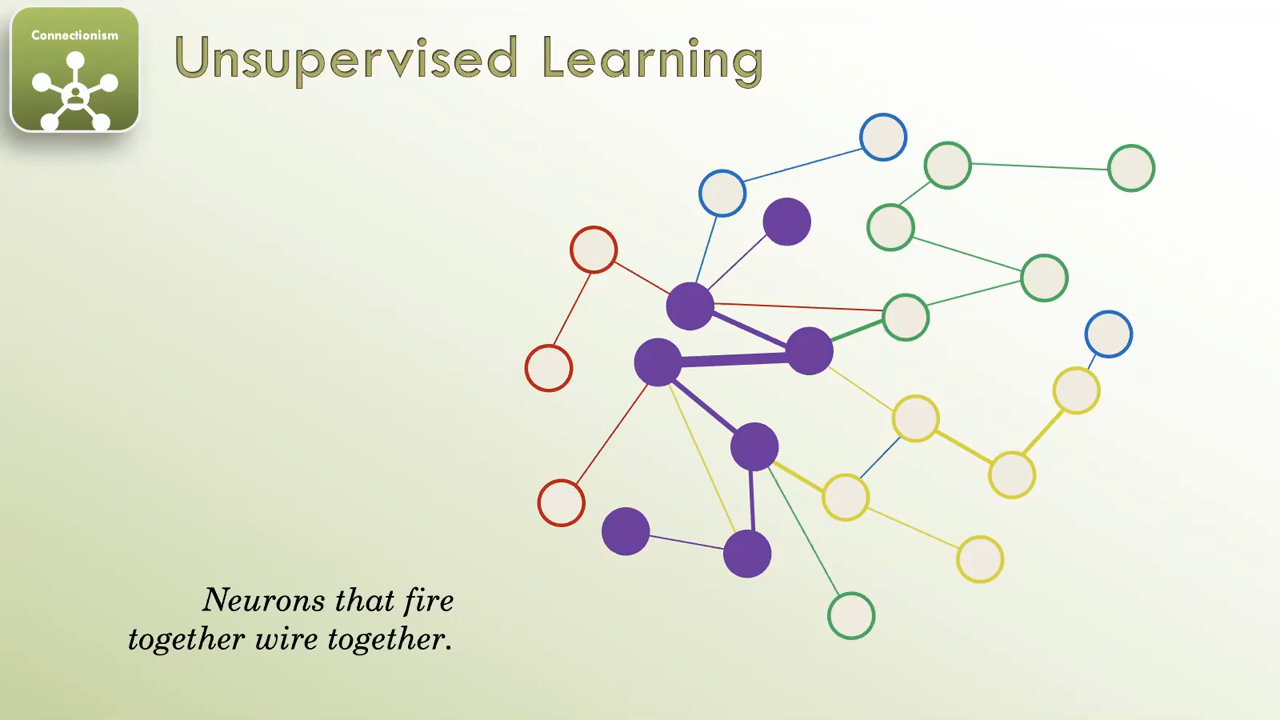 Connectionism
Unsupervised Learning
Neurons that fire
together wire together.